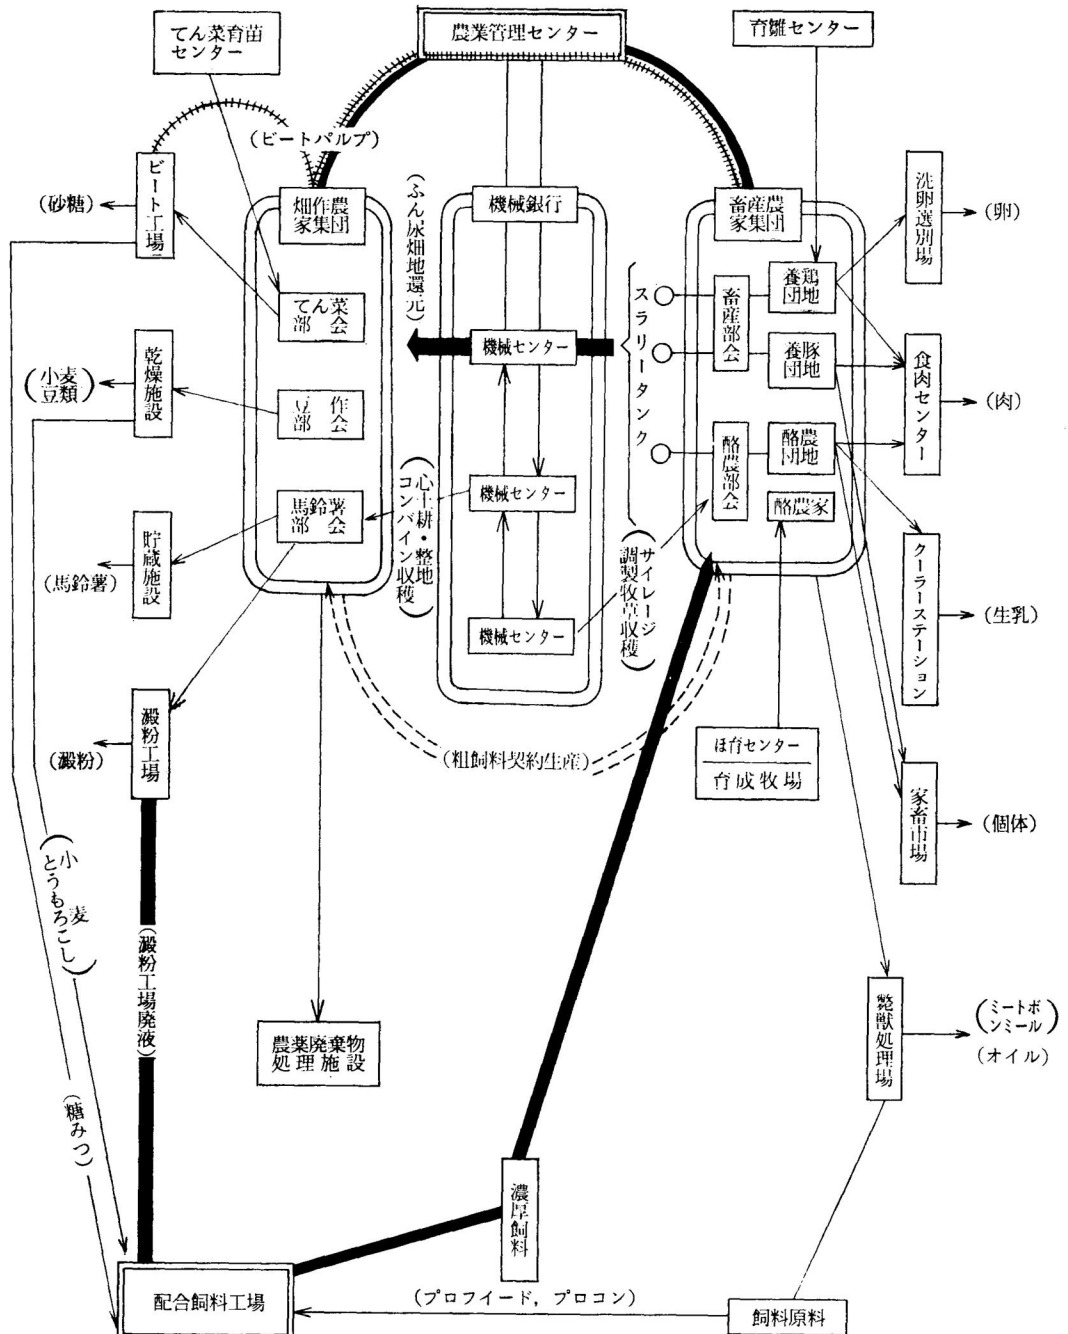 農業管理センター
てん菜育苗
センター
育雛センター
(ビートパルプ)
ビート工場
(砂糖)
畑作農
家集団
(ふん尿畑地還元)
機械銀行
畜産農
家集団
洗卵選別場
(卵)
てん菜
部会
機械センター
スラリータンク
畜産部会
養鶏
団地
養豚
団地
食肉センター
(肉)
乾燥施設
(小麦
豆類)
豆作
部会
酪農部会
酪農
団地
酪農家
馬鈴薯
部会
(心土耕・整地
コンバイン収穫)
機械センター
貯蔵施設
(馬鈴薯)
機械センター
(サイレージ
調製牧草収穫)
クーラーステーション
(生乳)
澱粉工場
(澱粉)
(粗飼料契約生産)
ほ育センター
育成牧場
家畜市場
(個体)
(小麦
とうもろこし)
(澱粉工場廃液)
農薬廃棄物
処理施設
斃獣処理場
(ミートボ
ンミール)
(オイル)
(糖みつ)
濃厚飼料
配合飼料工場
(プロフイード,プロコン)
飼料原料